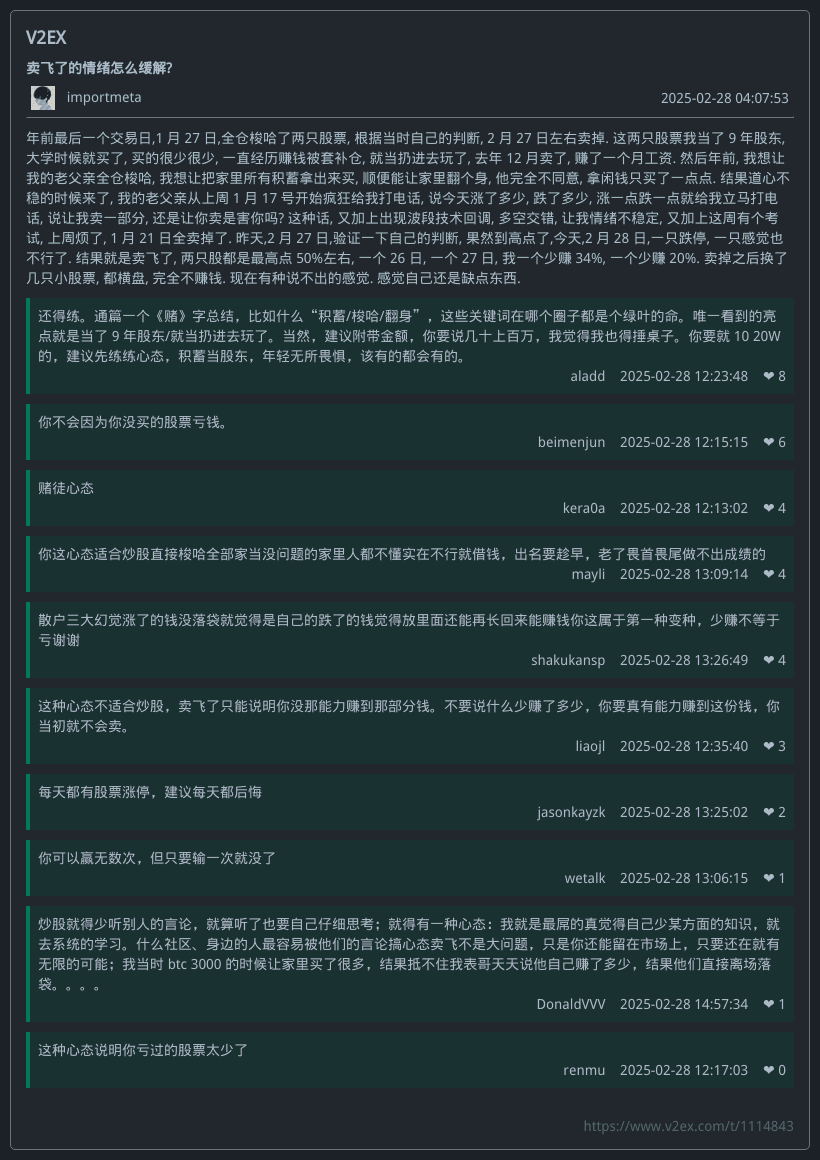 V2EX
卖飞了的情绪怎么缓解?
importmeta 2025-02-28 04:07:53
年前最后一个交易日,1 月 27 日,全仓梭哈了两只股票, 根据当时自己的判断, 2 月 27 日左右卖掉. 这两只股票我当了 9 年股东,
大学时候就买了, 买的很少很少, 一直经历赚钱被套补仓, 就当扔进去玩了, 去年 12 月卖了, 赚了一个月工资. 然后年前, 我想让
我的老父亲全仓梭哈, 我想让把家里所有积蓄拿出来买, 顺便能让家里翻个身, 他完全不同意, 拿闲钱只买了一点点. 结果道心不
稳的时候来了, 我的老父亲从上周 1 月 17 号开始疯狂给我打电话, 说今天涨了多少, 跌了多少, 涨一点跌一点就给我立马打电
话, 说让我卖一部分, 还是让你卖是害你吗? 这种话, 又加上出现波段技术回调, 多空交错, 让我情绪不稳定, 又加上这周有个考
试, 上周烦了, 1 月 21 日全卖掉了. 昨天,2 月 27 日,验证一下自己的判断, 果然到高点了,今天,2 月 28 日,一只跌停, 一只感觉也
不行了. 结果就是卖飞了, 两只股都是最高点 50%左右, 一个 26 日, 一个 27 日, 我一个少赚 34%, 一个少赚 20%. 卖掉之后换了
几只小股票, 都横盘, 完全不赚钱. 现在有种说不出的感觉. 感觉自己还是缺点东西.
还得练。通篇一个《赌》字总结，比如什么“积蓄/梭哈/翻身”，这些关键词在哪个圈子都是个绿叶的命。唯一看到的亮
点就是当了 9 年股东/就当扔进去玩了。当然，建议附带金额，你要说几十上百万，我觉得我也得捶桌子。你要就 10 20W
的，建议先练练心态，积蓄当股东，年轻无所畏惧，该有的都会有的。
aladd 2025-02-28 12:23:48 ❤ 8
你不会因为你没买的股票亏钱。
beimenjun 2025-02-28 12:15:15 ❤ 6
赌徒心态
kera0a 2025-02-28 12:13:02 ❤ 4
你这心态适合炒股直接梭哈全部家当没问题的家里人都不懂实在不行就借钱，出名要趁早，老了畏首畏尾做不出成绩的
mayli 2025-02-28 13:09:14 ❤ 4
散户三大幻觉涨了的钱没落袋就觉得是自己的跌了的钱觉得放里面还能再长回来能赚钱你这属于第一种变种，少赚不等于
亏谢谢
shakukansp 2025-02-28 13:26:49 ❤ 4
这种心态不适合炒股，卖飞了只能说明你没那能力赚到那部分钱。不要说什么少赚了多少，你要真有能力赚到这份钱，你
当初就不会卖。
liaojl 2025-02-28 12:35:40 ❤ 3
每天都有股票涨停，建议每天都后悔
jasonkayzk 2025-02-28 13:25:02 ❤ 2
你可以赢无数次，但只要输一次就没了
wetalk 2025-02-28 13:06:15 ❤ 1
炒股就得少听别人的言论，就算听了也要自己仔细思考；就得有一种心态：我就是最屌的真觉得自己少某方面的知识，就
去系统的学习。什么社区、身边的人最容易被他们的言论搞心态卖飞不是大问题，只是你还能留在市场上，只要还在就有
无限的可能；我当时 btc 3000 的时候让家里买了很多，结果抵不住我表哥天天说他自己赚了多少，结果他们直接离场落
袋。。。。
DonaldVVV 2025-02-28 14:57:34 ❤ 1
这种心态说明你亏过的股票太少了
renmu 2025-02-28 12:17:03 ❤ 0
https://www.v2ex.com/t/1114843